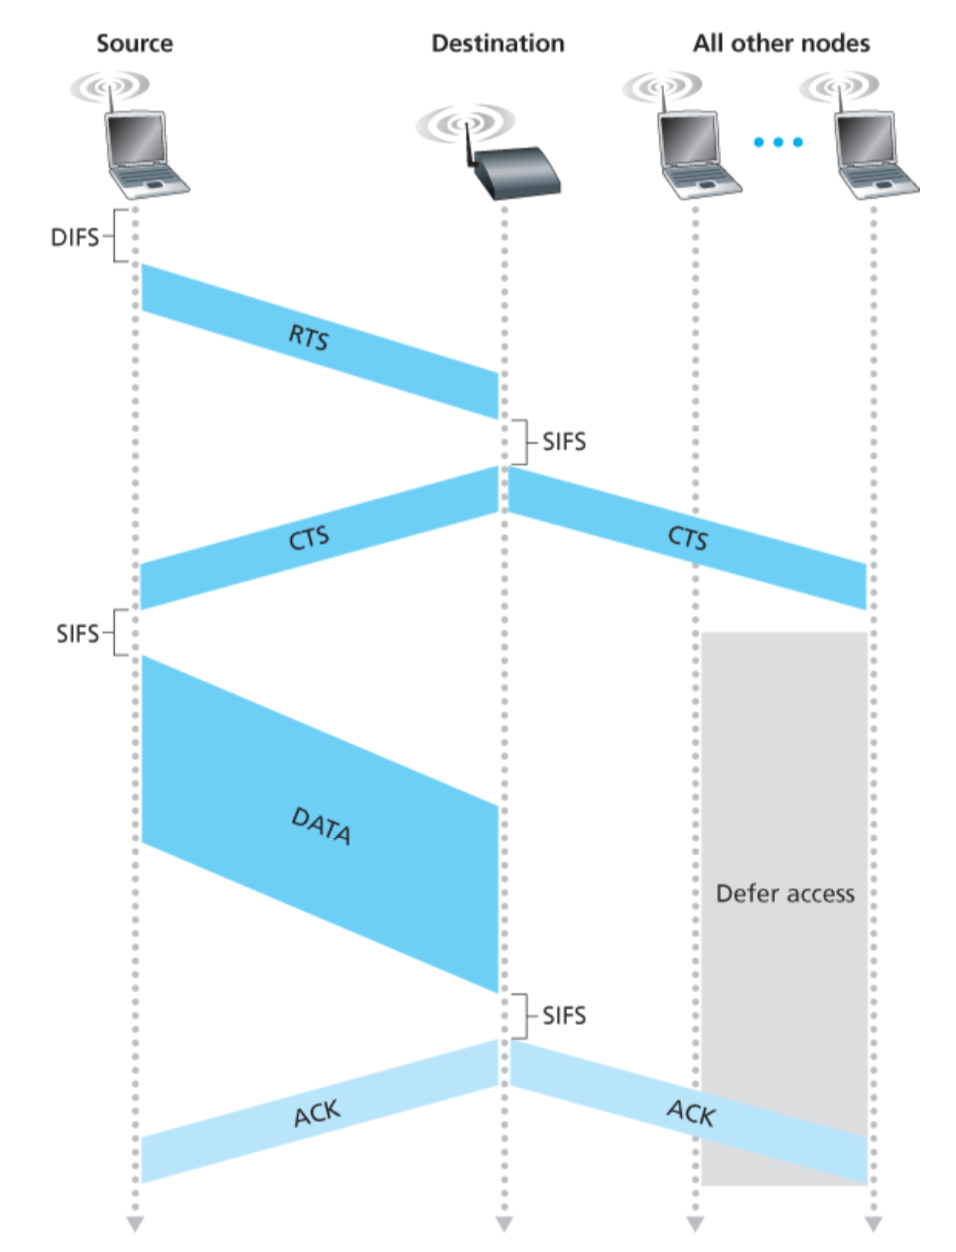 Source
Destination
All other nodes
DIFS
RTS
SIFS
CTS
CTS
SIFS
DATA
Defer access
SIFS
ACK
ACK